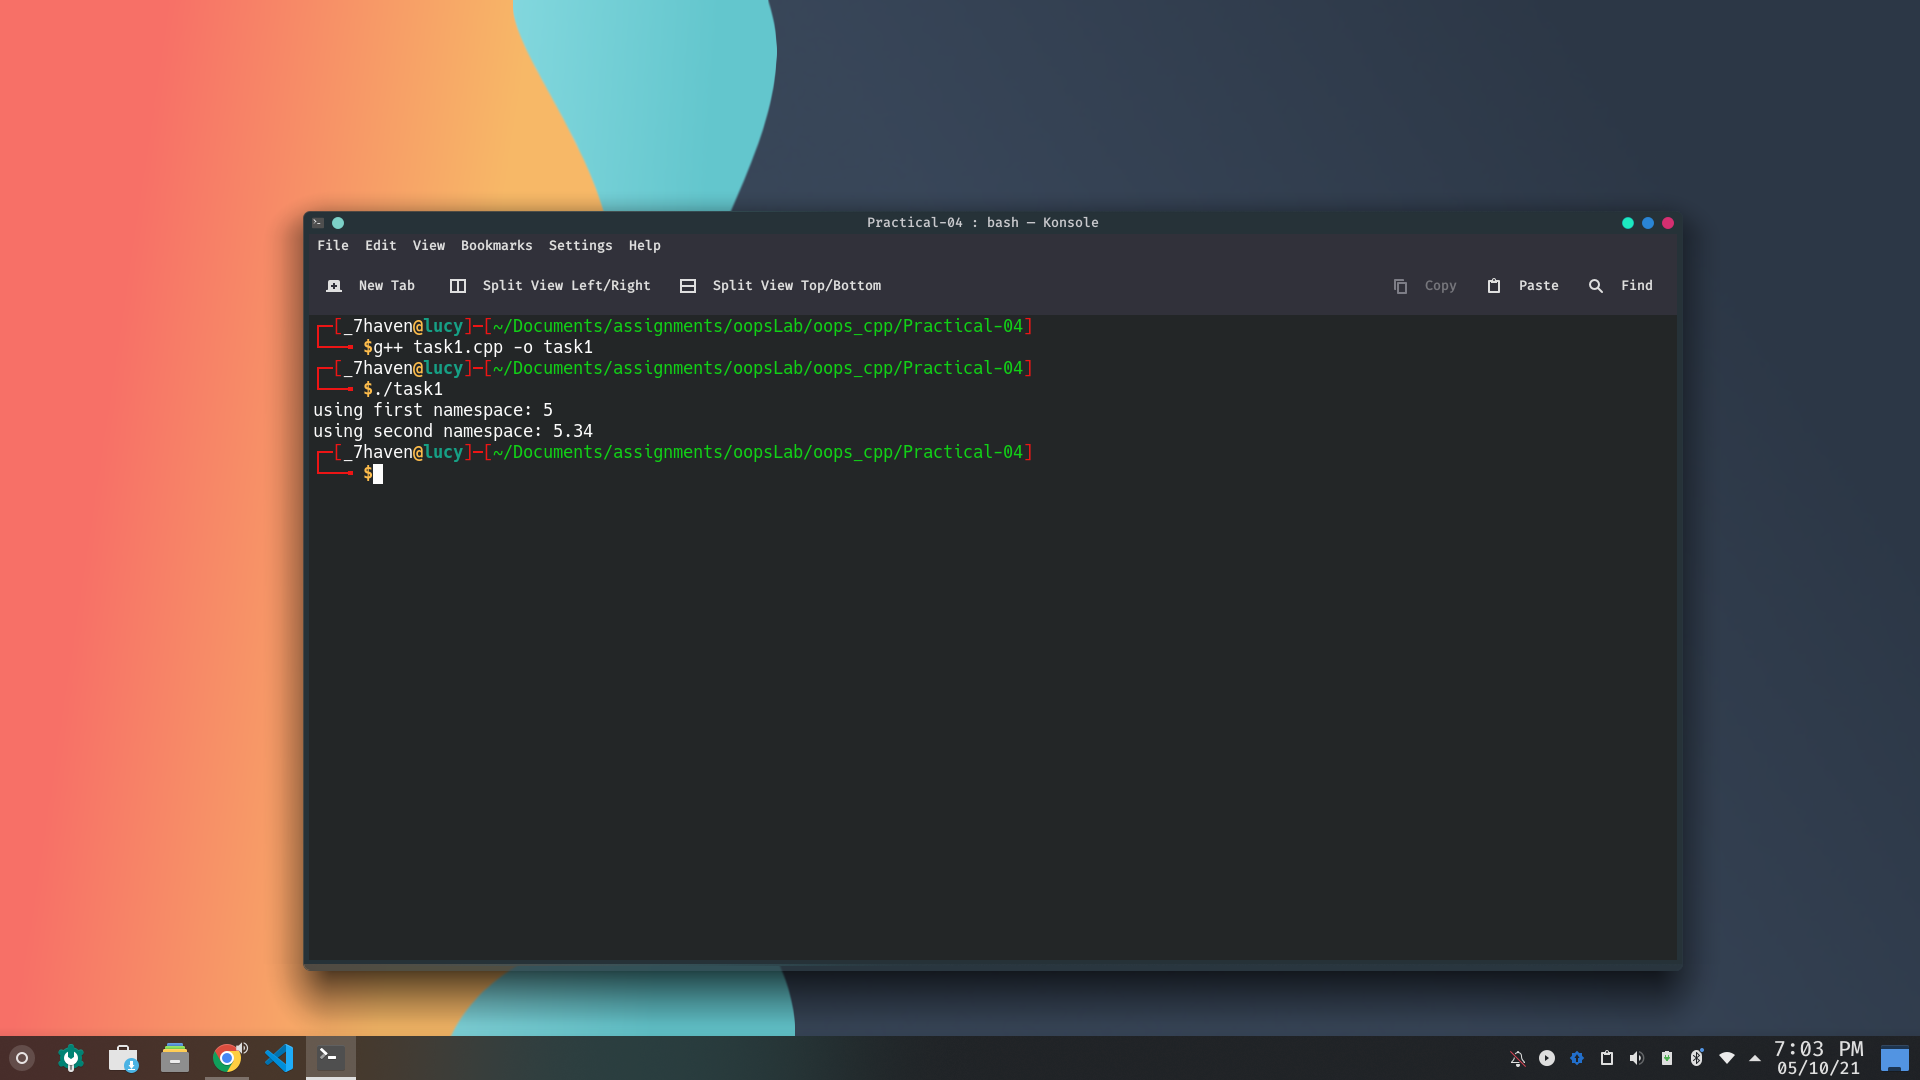 Practical-04 : bash — Konsole
File Edit View Bookmarks Settings Help
New Tab Split View Left/Right Split View Top/Bottom Copy Paste Find
┌─[_7haven@lucy]─[~/Documents/assignments/oopsLab/oops_cpp/Practical-04]
└──╼ $g++ task1.cpp -o task1
┌─[_7haven@lucy]─[~/Documents/assignments/oopsLab/oops_cpp/Practical-04]
└──╼ $./task1
using first namespace: 5
using second namespace: 5.34
┌─[_7haven@lucy]─[~/Documents/assignments/oopsLab/oops_cpp/Practical-04]
└──╼ $
7:03 PM
05/10/21